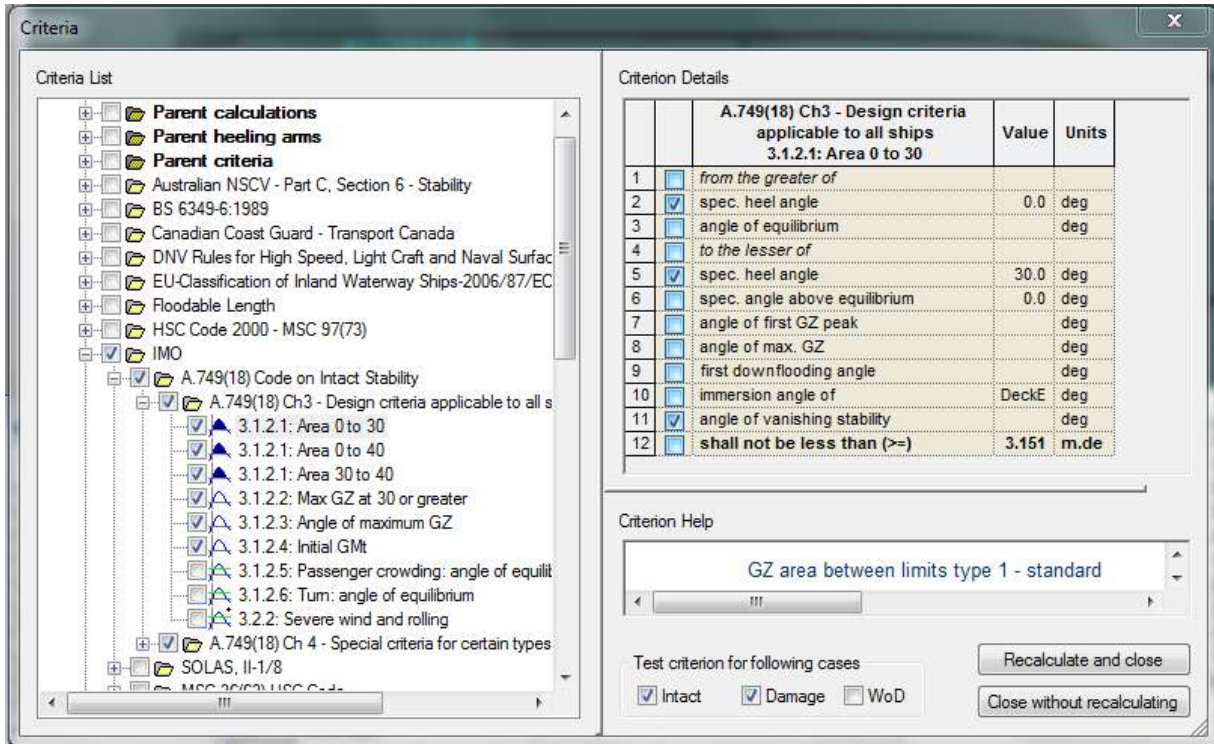 Criteria
X
Criteria List
Parent calculations
Parent heeling arms
Parent criteria
Australian NSCV - Part C, Section 6 - Stability
BS 6349-6:1989
Canadian Coast Guard - Transport Canada
DNV Rules for High Speed, Light Craft and Naval Surfac
EU-Classification of Inland Waterway Ships-2006/87/EC
Floodable Length
HSC Code 2000 - MSC 97(73)
IMO
A.749(18) Code on Intact Stability
A.749(18) Ch3 - Design criteria applicable to all s
3.1.2.1: Area 0 to 30
3.1.2.1: Area 0 to 40
3.1.2.1: Area 30 to 40
3.1.2.2: Max GZ at 30 or greater
3.1.2.3: Angle of maximum GZ
3.1.2.4: Initial GMt
3.1.2.5: Passenger crowding: angle of equilib
3.1.2.6: Turn: angle of equilibrium
3.2.2: Severe wind and rolling
A.749(18) Ch 4 - Special criteria for certain types
SOLAS, II-1/8
Criterion Details
A.749(18) Ch3 - Design criteria
applicable to all ships
3.1.2.1: Area 0 to 30
Value Units
1 from the greater of
2 spec. heel angle 0.0 deg
3 angle of equilibrium deg
4 to the lesser of
5 spec. heel angle 30.0 deg
6 spec. angle above equilibrium 0.0 deg
7 angle of first GZ peak deg
8 angle of max. GZ deg
9 first downflooding angle deg
10 immersion angle of DeckE deg
11 angle of vanishing stability deg
12 shall not be less than (>=) 3.151 m.de
Criterion Help
GZ area between limits type 1 - standard
Test criterion for following cases
Intact Damage WoD
Recalculate and close
Close without recalculating